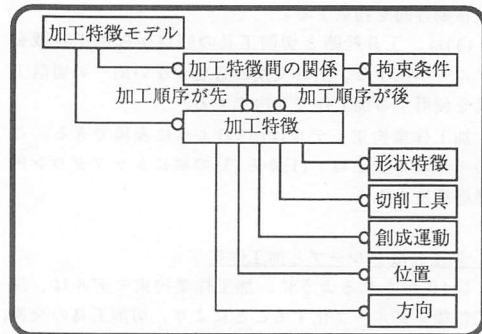 加工特徴モデル
加工特徴間の関係
拘束条件
加工順序が先
加工順序が後
加工特徴
形状特徴
切削工具
創成運動
位置
方向